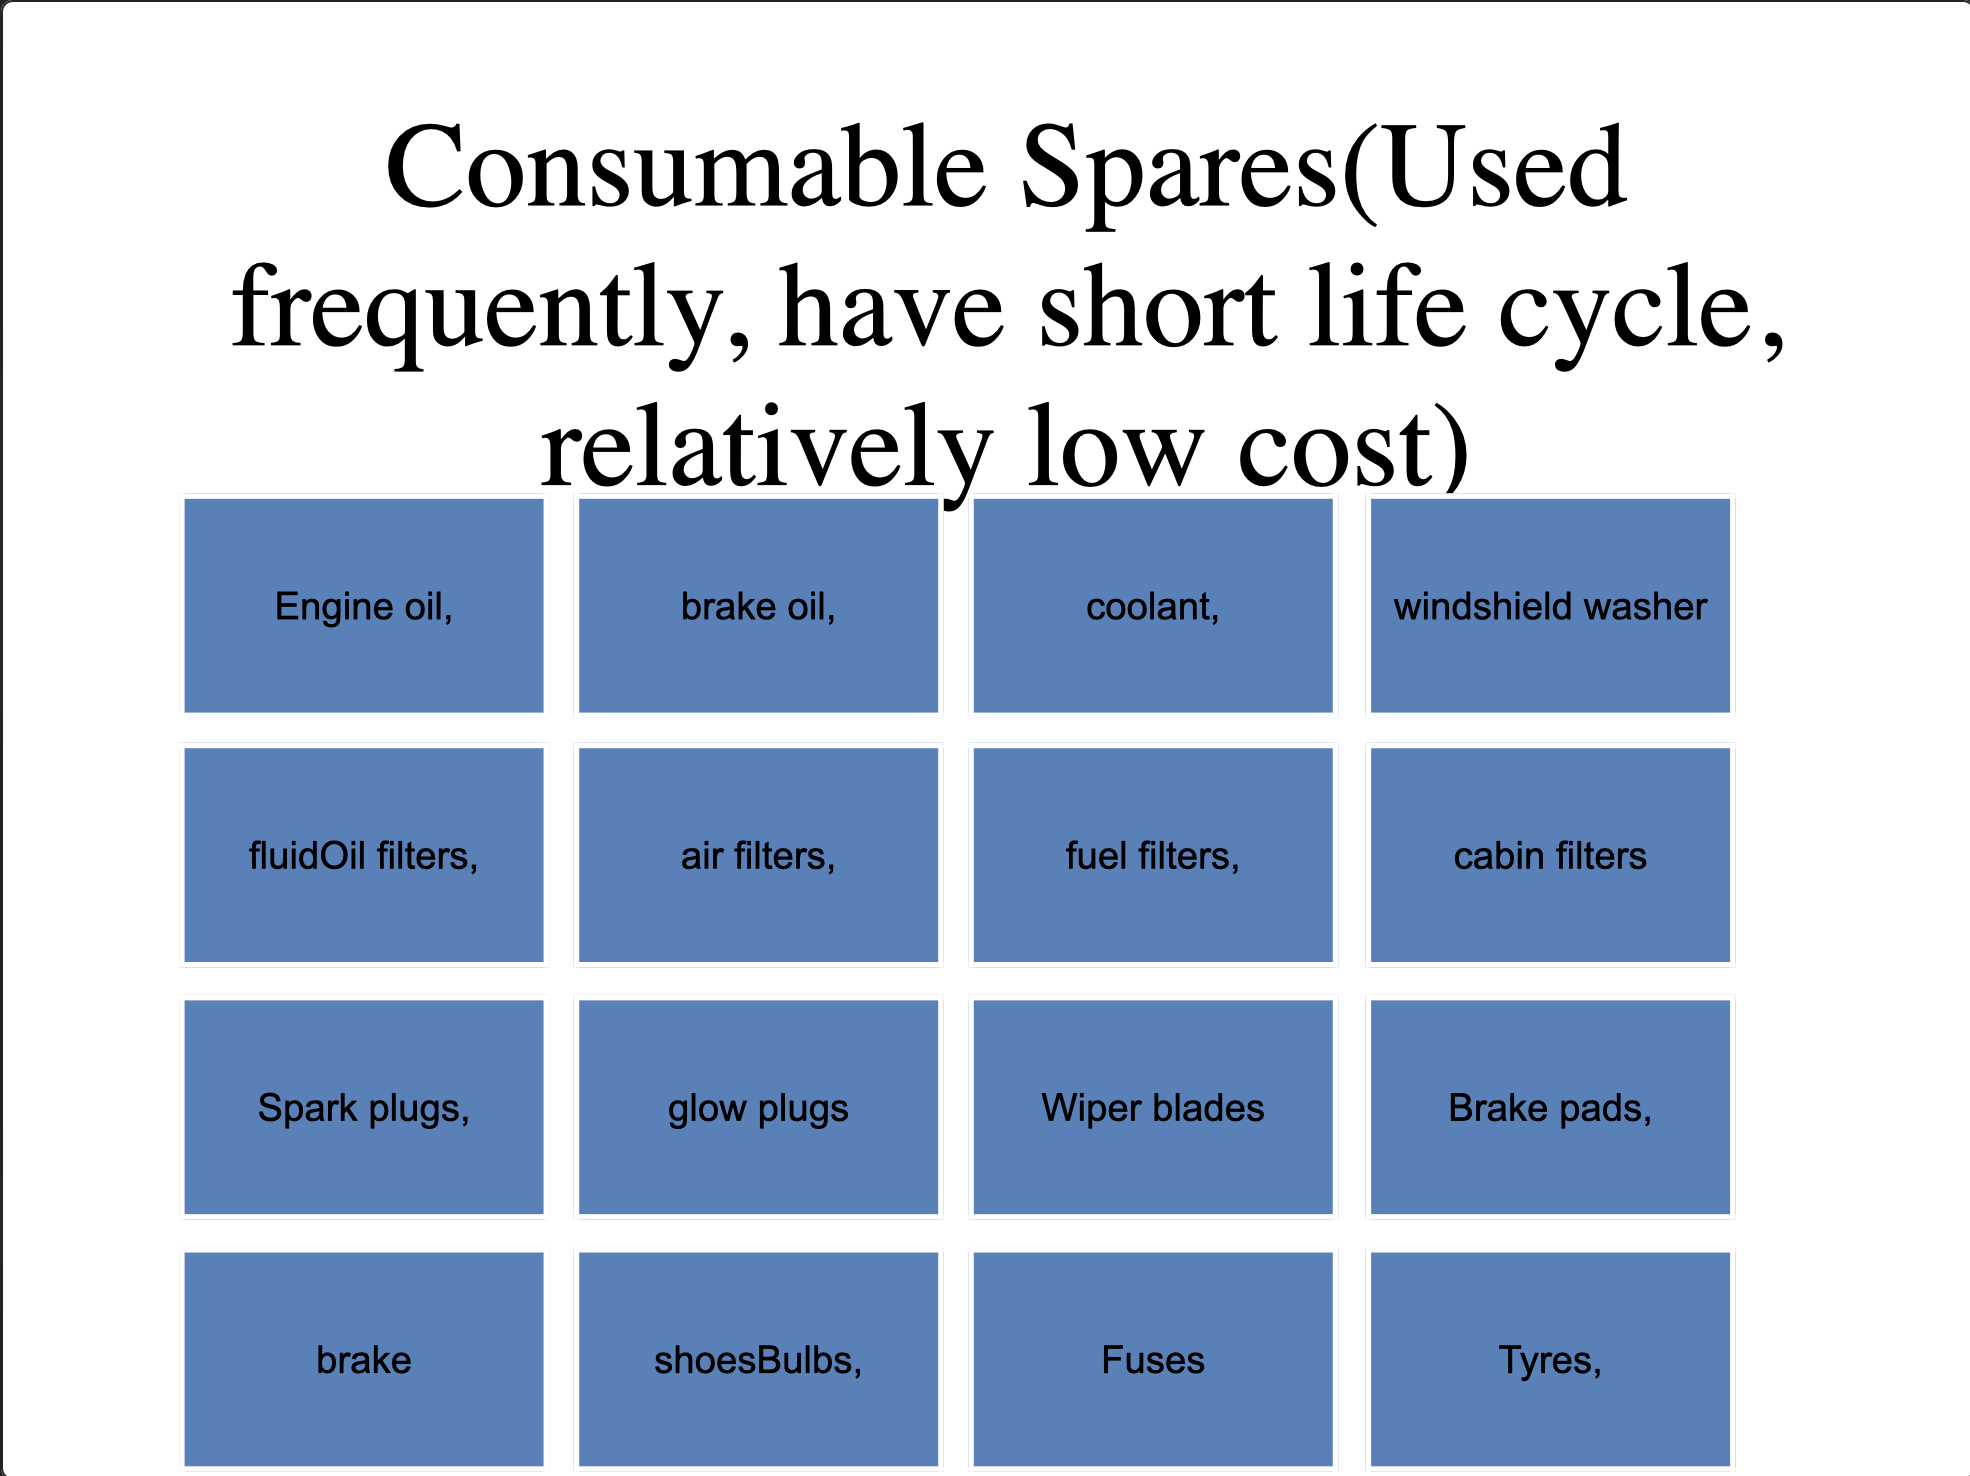 Consumable Spares(Used
frequently, have short life cycle,
relatively low cost)
Engine oil,
brake oil,
coolant,
windshield washer
fluidOil filters,
air filters,
fuel filters,
cabin filters
Spark plugs,
glow plugs
Wiper blades
Brake pads,
brake
shoesBulbs,
Fuses
Tyres,